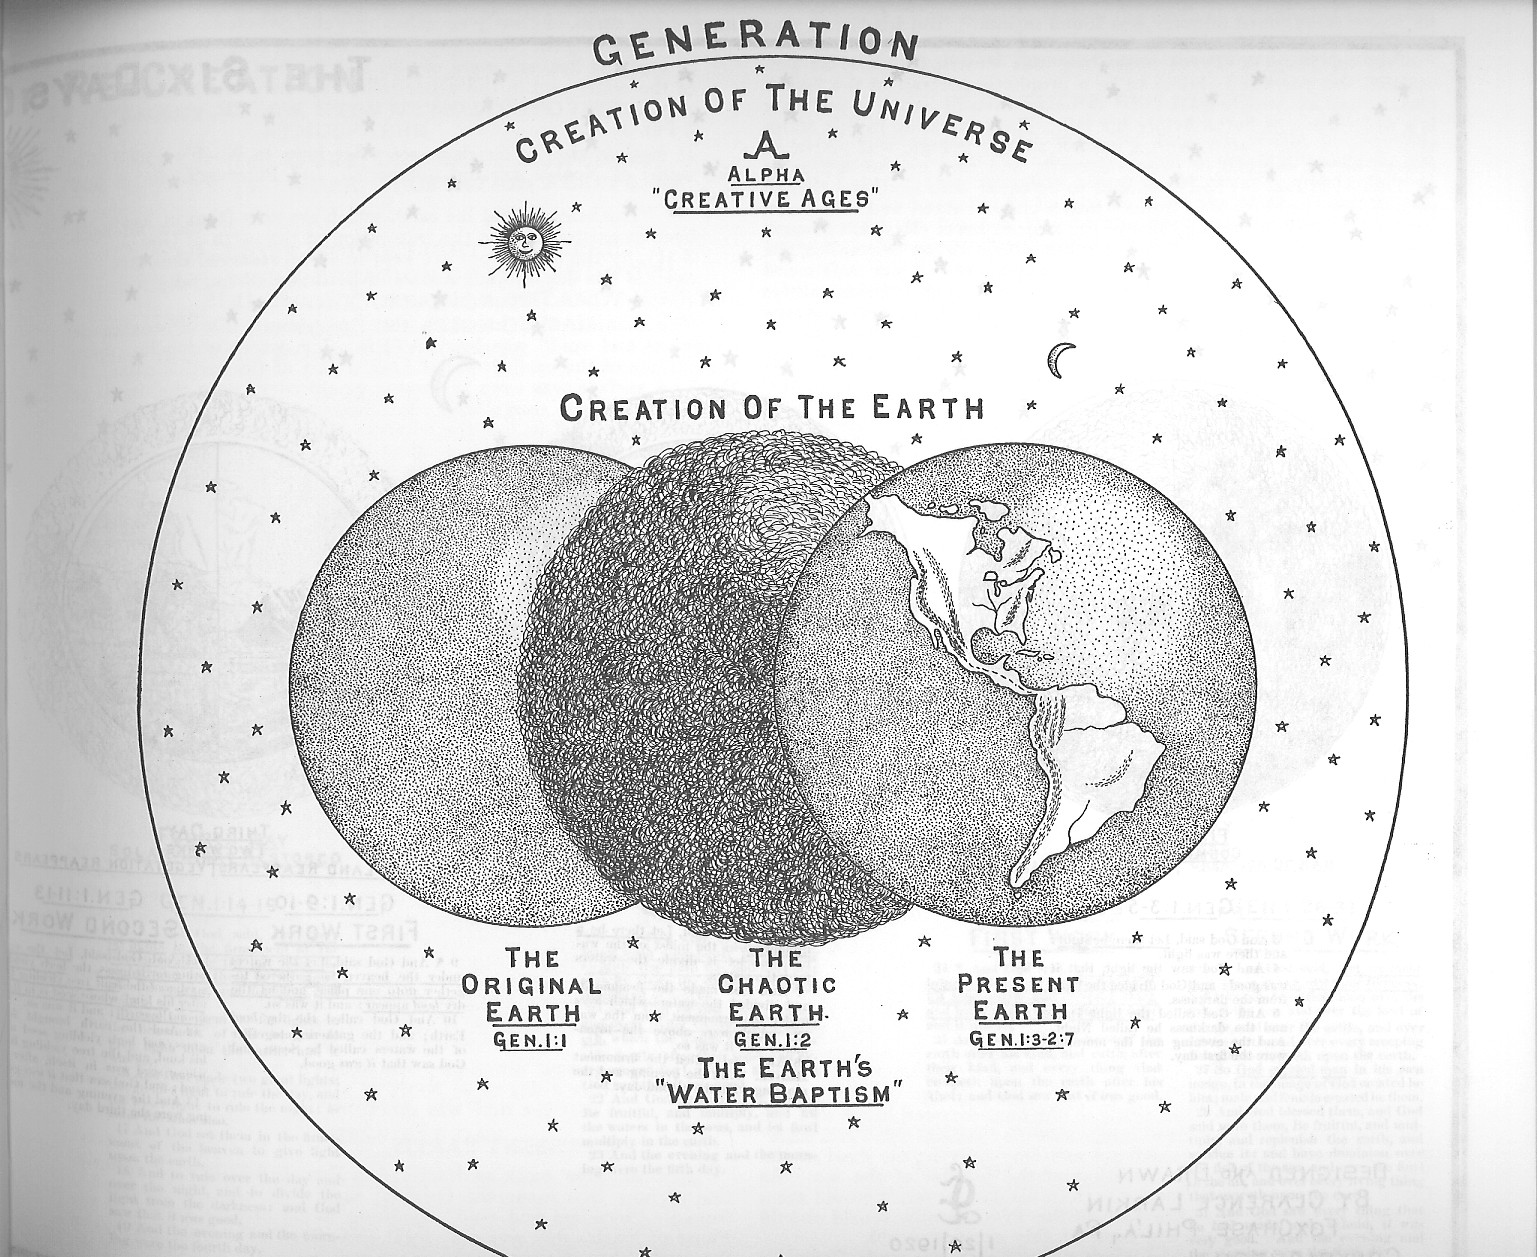 GENERATION
CREATION OF THE UNIVERSE
A
ALPHA
"CREATIVE AGES"
CREATION OF THE EARTH
THE
ORIGINAL
EARTH
GEN.1:1
THE
CHAOTIC
EARTH.
GEN.1:2
THE EARTH'S
"WATER BAPTISM"
THE
PRESENT
EARTH
GEN.1:3-2:7